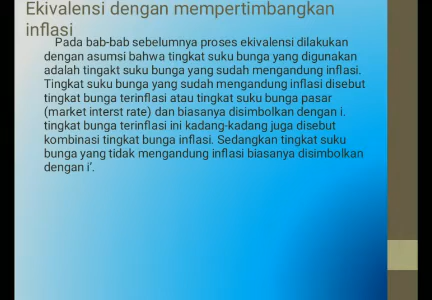 Ekivalensi dengan mempertimbangkan
inflasi
Pada bab-bab sebelumnya proses ekivalensi dilakukan
dengan asumsi bahwa tingkat suku bunga yang digunakan
adalah tingakt suku bunga yang sudah mengandung inflasi.
Tingkat suku bunga yang sudah mengandung inflasi disebut
tingkat bunga terinflasi atau tingkat suku bunga pasar
(market interst rate) dan biasanya disimbolkan dengan i.
tingkat bunga terinflasi ini kadang-kadang juga disebut
kombinasi tingkat bunga inflasi. Sedangkan tingkat suku
bunga yang tidak mengandung inflasi biasanya disimbolkan
dengan i’.